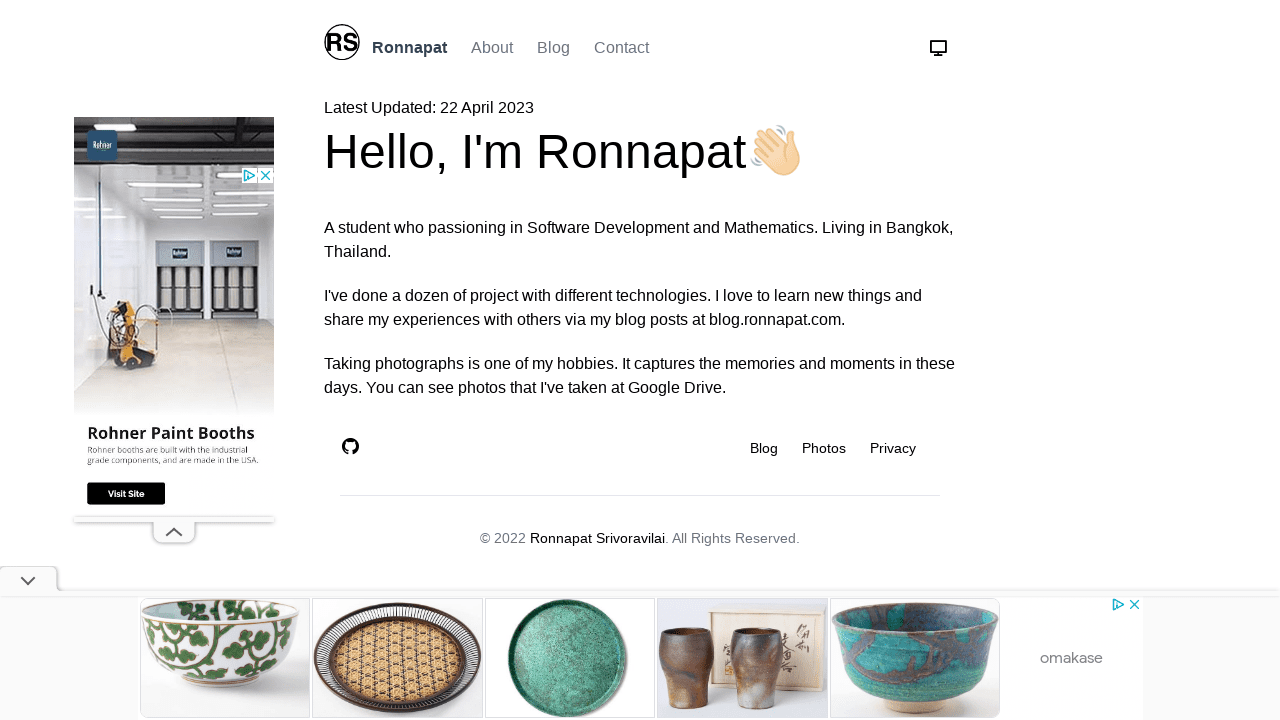 RS
Ronnapat About Blog Contact
Latest Updated: 22 April 2023
Hello, I'm Ronnapat
A student who passioning in Software Development and Mathematics. Living in Bangkok,
Thailand.
I've done a dozen of project with different technologies. I love to learn new things and
share my experiences with others via my blog posts at blog.ronnapat.com.
Taking photographs is one of my hobbies. It captures the memories and moments in these
days. You can see photos that I've taken at Google Drive.
Blog Photos Privacy
© 2022 Ronnapat Srivoravilai. All Rights Reserved.
Rohner
Rohner Paint Booths
Rohner booths are built with the industrial
grade components, and are made in the USA.
Visit Site
omakase